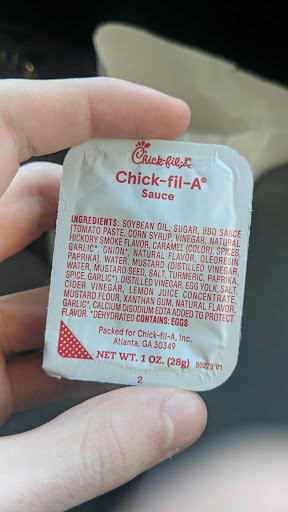 Chick-fil-A
Chick-fil-A®
Sauce
INGREDIENTS: SOYBEAN OIL, SUGAR, BBQ SAUCE
(TOMATO PASTE, CORN SYRUP, VINEGAR, NATURAL
HICKORY SMOKE FLAVOR, CARAMEL (COLOR), SPICES,
GARLIC*, ONION*, NATURAL FLAVOR, OLEORESIN
PAPRIKA), WATER, MUSTARD (DISTILLED VINEGAR,
WATER, MUSTARD SEED, SALT, TURMERIC, PAPRIKA,
SPICE, GARLIC*), DISTILLED VINEGAR, EGG YOLK, SALT,
CIDER VINEGAR, LEMON JUICE CONCENTRATE,
MUSTARD FLOUR, XANTHAN GUM, NATURAL FLAVOR,
GARLIC*, CALCIUM DISODIUM EDTA ADDED TO PROTECT
FLAVOR. *DEHYDRATED CONTAINS: EGGS
Packed for Chick-fil-A, Inc.
Atlanta, GA 30349
NET WT. 1 OZ. (28g)
86278 V1
2